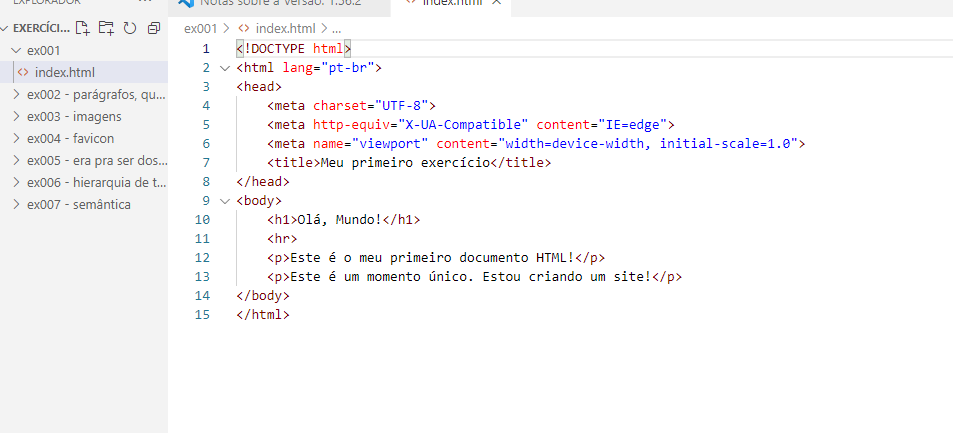 EXPLORADOR
Notas sobre a Versão: 1.56.2
index.html
EXERCÍCI...
ex001
index.html
ex002 - parágrafos, qu...
ex003 - imagens
ex004 - favicon
ex005 - era pra ser dos...
ex006 - hierarquia de t...
ex007 - semântica
ex001 > index.html > ...
1 <!DOCTYPE html>
2 <html lang="pt-br">
3 <head>
4 <meta charset="UTF-8">
5 <meta http-equiv="X-UA-Compatible" content="IE=edge">
6 <meta name="viewport" content="width=device-width, initial-scale=1.0">
7 <title>Meu primeiro exercício</title>
8 </head>
9 <body>
10 <h1>Olá, Mundo!</h1>
11 <hr>
12 <p>Este é o meu primeiro documento HTML!</p>
13 <p>Este é um momento único. Estou criando um site!</p>
14 </body>
15 </html>